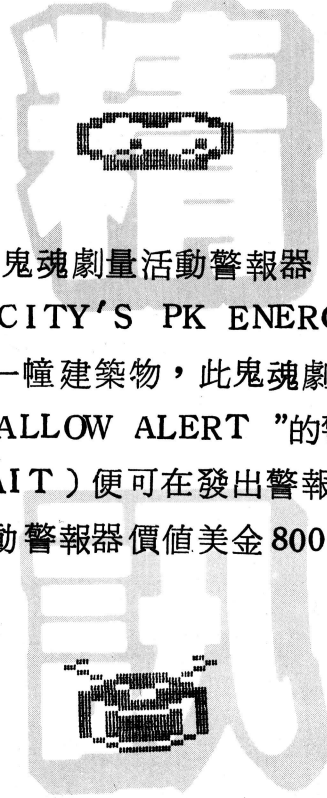 精
鬼魂劇量活動警報器
CITY'S PK ENERG
一幢建築物，此鬼魂劇
ALLOW ALERT ”的
AIT）便可在發出警報
動警報器價值美金800
訊